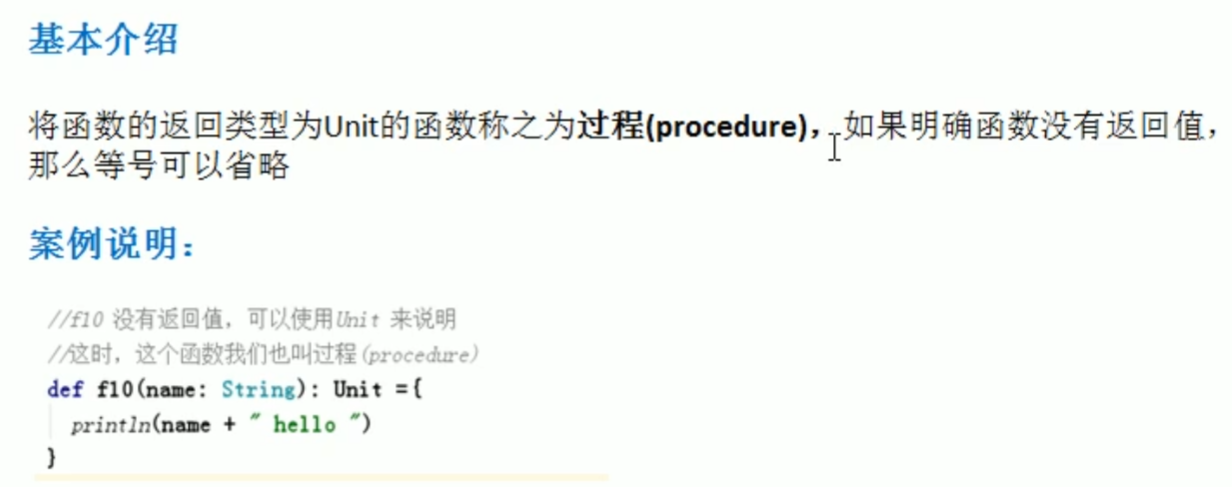 基本介绍
将函数的返回类型为Unit的函数称之为过程(procedure)，如果明确函数没有返回值，
那么等号可以省略
案例说明：
//f10 没有返回值，可以使用Unit 来说明
//这时，这个函数我们也叫过程(procedure)
def f10(name: String): Unit ={
println(name + " hello ")
}